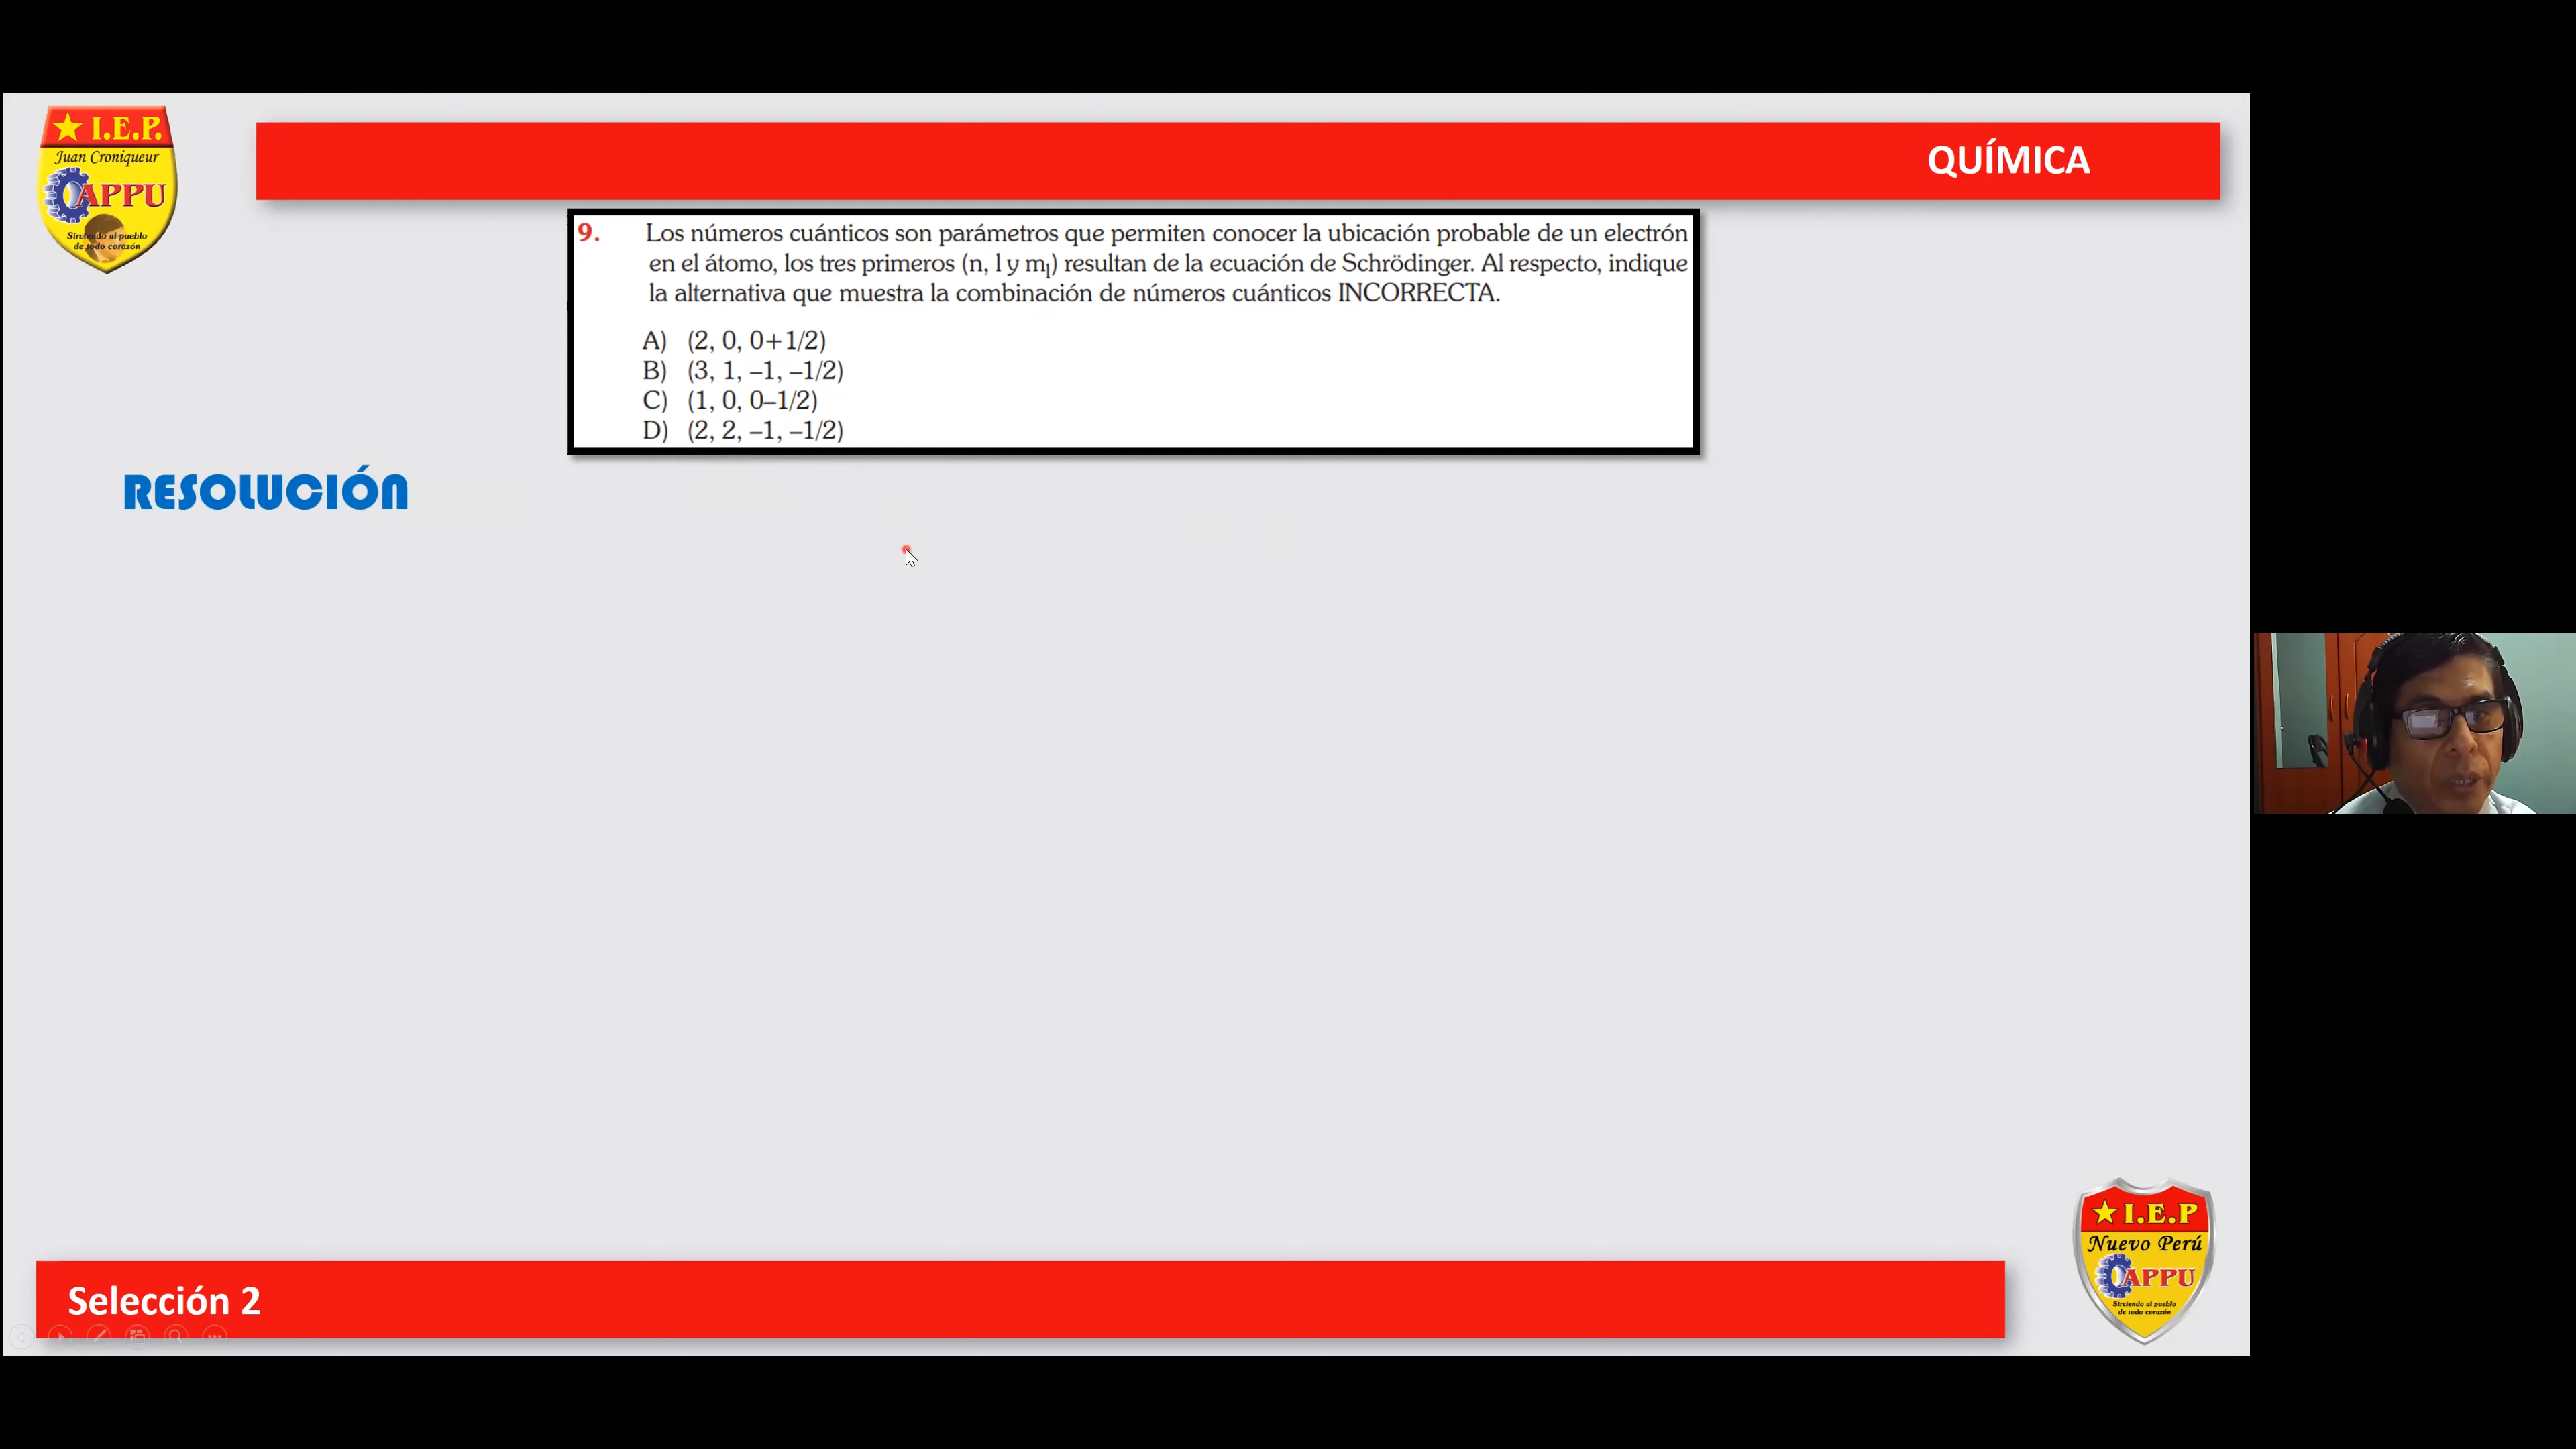 I.E.P.
Juan Croniqueur
APPU
Sirviendo al pueblo
de todo corazón
QUÍMICA
9. Los números cuánticos son parámetros que permiten conocer la ubicación probable de un electrón
en el átomo, los tres primeros (n, l y mₗ) resultan de la ecuación de Schrödinger. Al respecto, indique
la alternativa que muestra la combinación de números cuánticos INCORRECTA.
A) (2, 0, 0+1/2)
B) (3, 1, –1, –1/2)
C) (1, 0, 0–1/2)
D) (2, 2, –1, –1/2)
RESOLUCIÓN
Selección 2
I.E.P
Nuevo Perú
CAPPU
Sirviendo al pueblo
de todo corazón